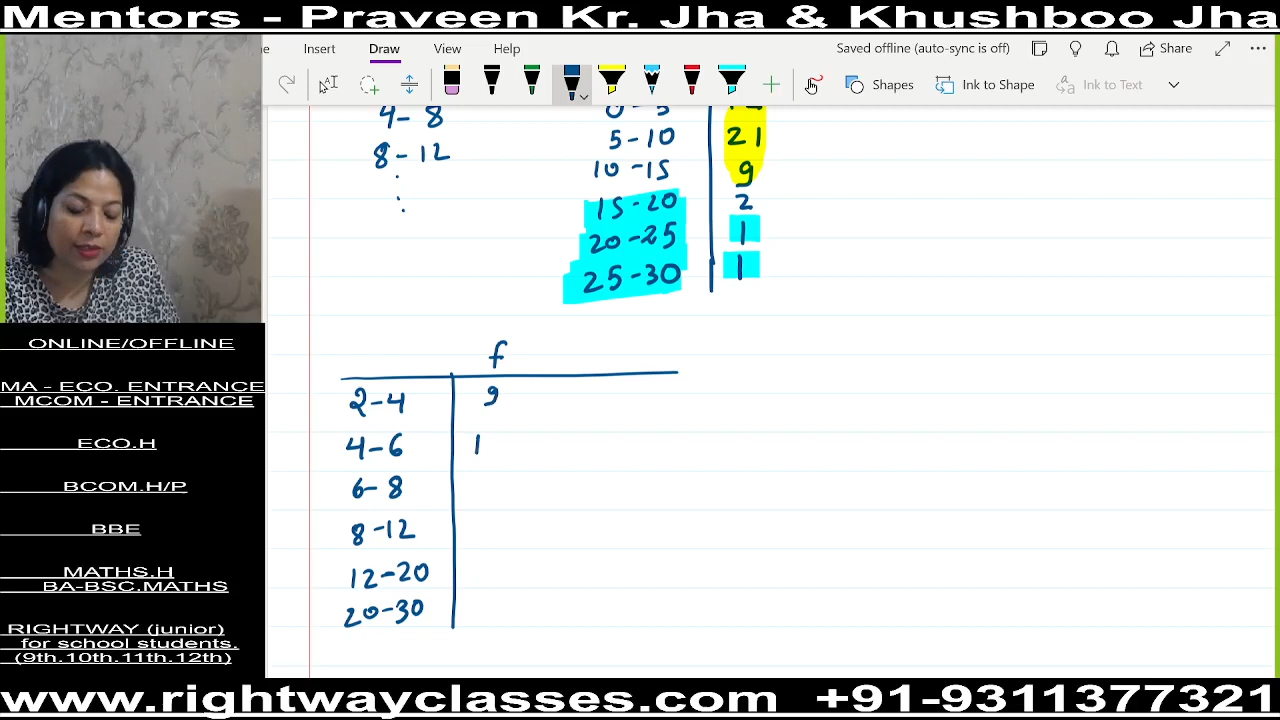 Mentors - Praveen Kr. Jha & Khushboo Jha
Insert Draw View Help
Saved offline (auto-sync is off) Share
Shapes Ink to Shape Ink to Text
4 - 8
8 - 12
5 - 10 21
10 - 15 9
15 - 20 2
20 - 25 1
25 - 30 1
f
2 - 4 9
4 - 6 1
6 - 8
8 - 12
12 - 20
20 - 30
ONLINE/OFFLINE
MA - ECO. ENTRANCE
MCOM - ENTRANCE
ECO.H
BCOM.H/P
BBE
MATHS.H
BA-BSC.MATHS
RIGHTWAY (junior)
for school students.
(9th.10th.11th.12th)
www.rightwayclasses.com +91-9311377321